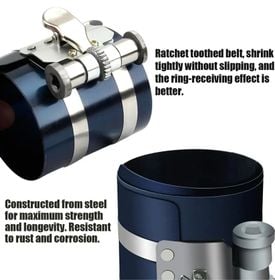 Ratchet toothed belt, shrink
tightly without slipping, and
the ring-receiving effect is
better.
Constructed from steel
for maximum strength
and longevity. Resistant
to rust and corrosion.